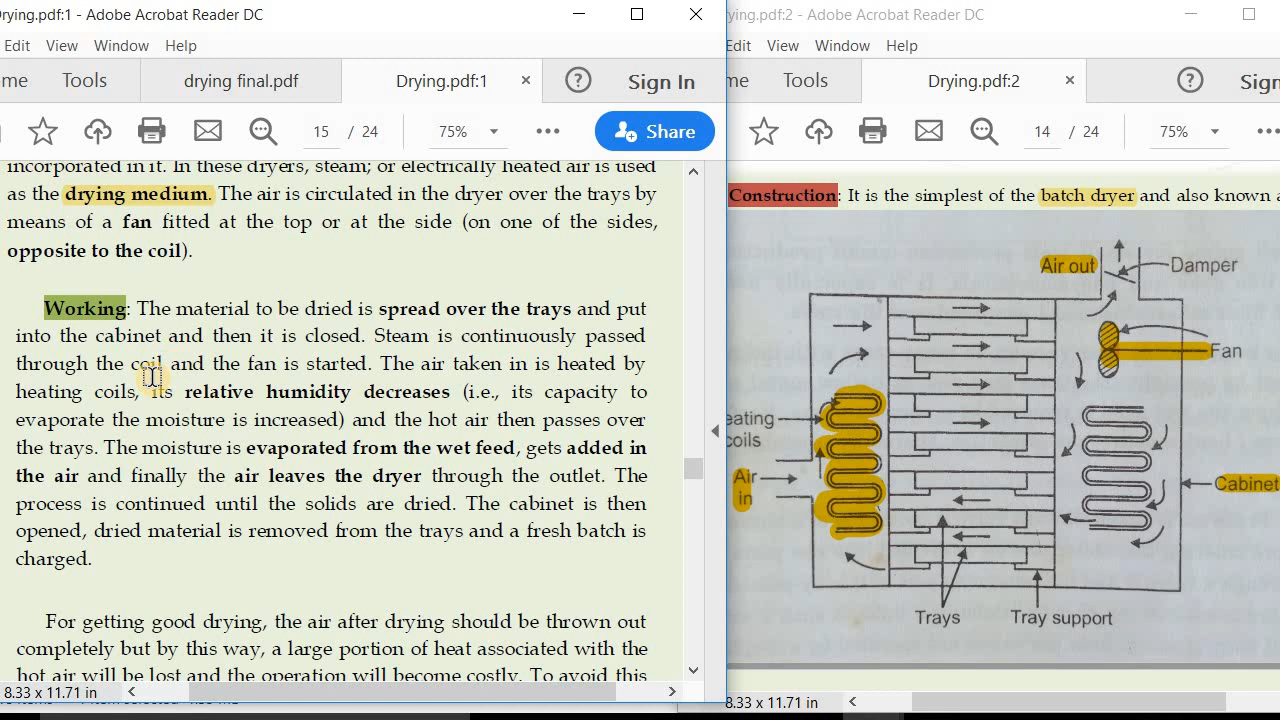 Drying.pdf:1 - Adobe Acrobat Reader DC
Edit View Window Help
me Tools drying final.pdf Drying.pdf:1 × ? Sign In
15 / 24 75% Share
incorporated in it. In these dryers, steam; or electrically heated air is used
as the drying medium. The air is circulated in the dryer over the trays by
means of a fan fitted at the top or at the side (on one of the sides,
opposite to the coil).
Working: The material to be dried is spread over the trays and put
into the cabinet and then it is closed. Steam is continuously passed
through the coil and the fan is started. The air taken in is heated by
heating coils, its relative humidity decreases (i.e., its capacity to
evaporate the moisture is increased) and the hot air then passes over
the trays. The moisture is evaporated from the wet feed, gets added in
the air and finally the air leaves the dryer through the outlet. The
process is continued until the solids are dried. The cabinet is then
opened, dried material is removed from the trays and a fresh batch is
charged.
For getting good drying, the air after drying should be thrown out
completely but by this way, a large portion of heat associated with the
hot air will be lost and the operation will become costly. To avoid this
8.33 x 11.71 in
ying.pdf:2 - Adobe Acrobat Reader DC
Edit View Window Help
me Tools Drying.pdf:2 × ? Sign
14 / 24 75%
Construction: It is the simplest of the batch dryer and also known a
Air out
Damper
Fan
eating
coils
Air
in
Cabinet
Trays
Tray support
8.33 x 11.71 in